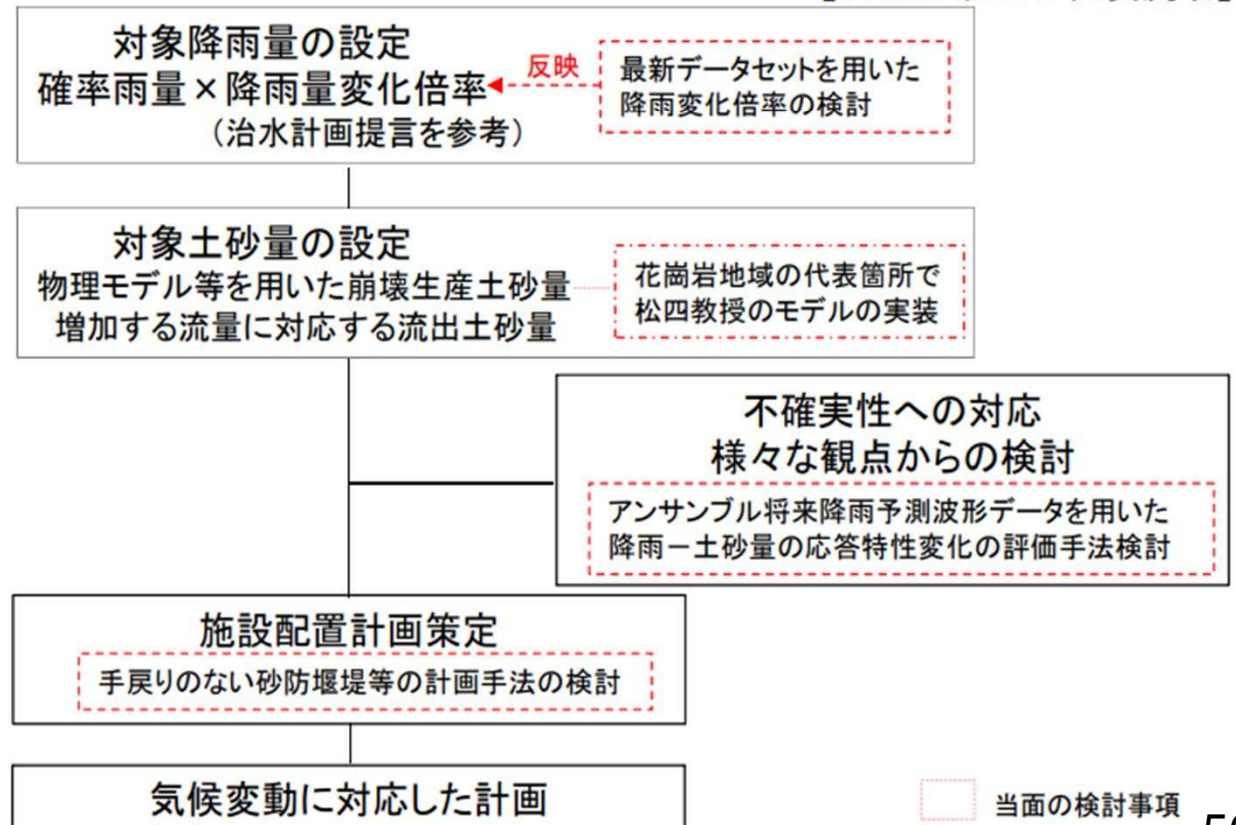 対象降雨量の設定
確率雨量×降雨量変化倍率
(治水計画提言を参考)
反映
最新データセットを用いた
降雨変化倍率の検討
対象土砂量の設定
物理モデル等を用いた崩壊生産土砂量
増加する流量に対応する流出土砂量
花崗岩地域の代表箇所で
松四教授のモデルの実装
不確実性への対応
様々な観点からの検討
アンサンブル将来降雨予測波形データを用いた
降雨－土砂量の応答特性変化の評価手法検討
施設配置計画策定
手戻りのない砂防堰堤等の計画手法の検討
気候変動に対応した計画
当面の検討事項